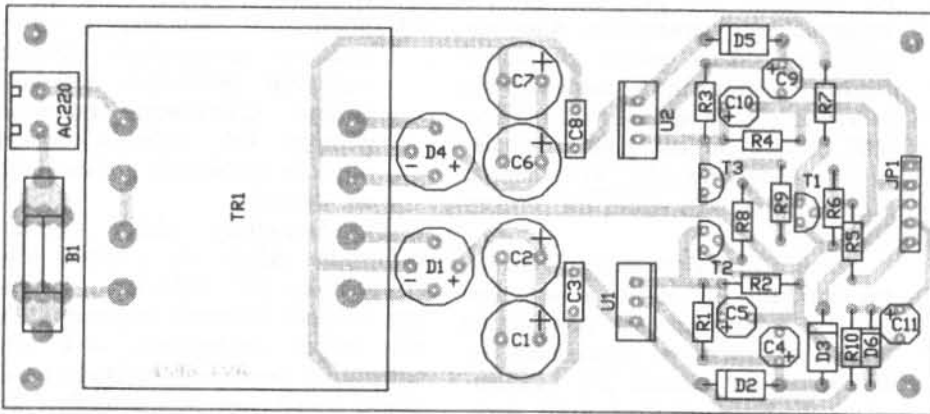 D5
C7
+
C9
+
AC220
R3
C10
+
R7
C8
U2
R4
C6
+
D4
- +
T3
JP1
TR1
R9
T1
R6
R8
R5
B1
T2
D1
- +
C2
+
C3
U1
R2
R1
C5
+
C11
+
C1
+
C4
+
D3
R10
D6
D2